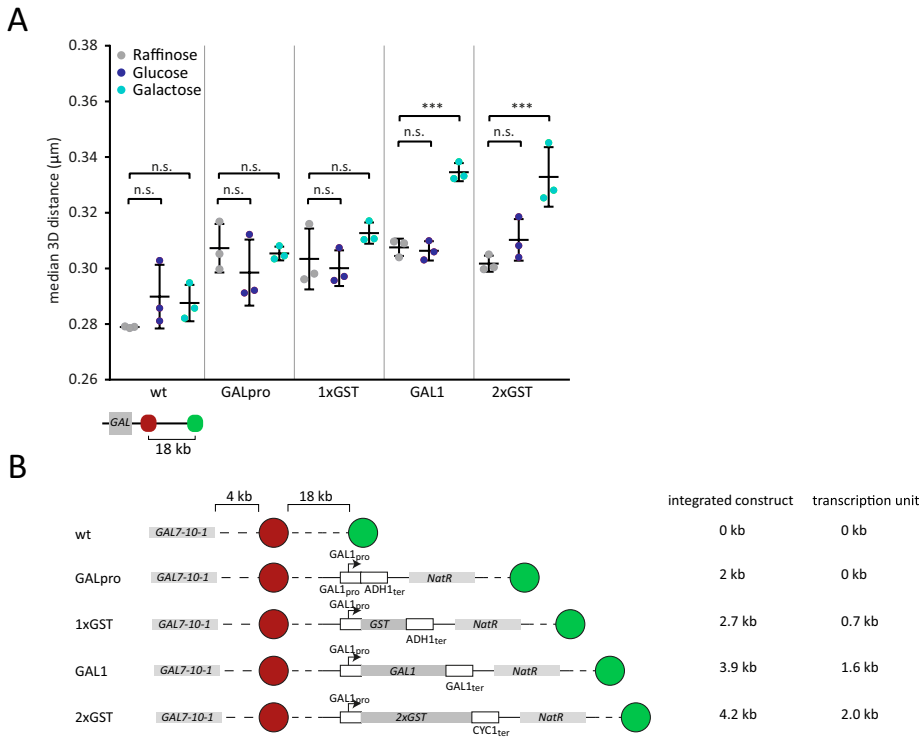 A
0.38
0.36
0.34
0.32
0.30
0.28
0.26
median 3D distance (μm)
Raffinose
Glucose
Galactose
n.s.
n.s.
n.s.
n.s.
n.s.
n.s.
***
n.s.
***
n.s.
wt GALpro 1xGST GAL1 2xGST
GAL
18 kb
B
4 kb 18 kb integrated construct transcription unit
wt GAL7-10-1 0 kb 0 kb
GAL1pro
GALpro GAL7-10-1 NatR 2 kb 0 kb
GAL1pro ADH1ter
GAL1pro
1xGST GAL7-10-1 GST NatR 2.7 kb 0.7 kb
ADH1ter
GAL1pro
GAL1 GAL7-10-1 GAL1 NatR 3.9 kb 1.6 kb
GAL1ter
GAL1pro
2xGST GAL7-10-1 2xGST NatR 4.2 kb 2.0 kb
CYC1ter